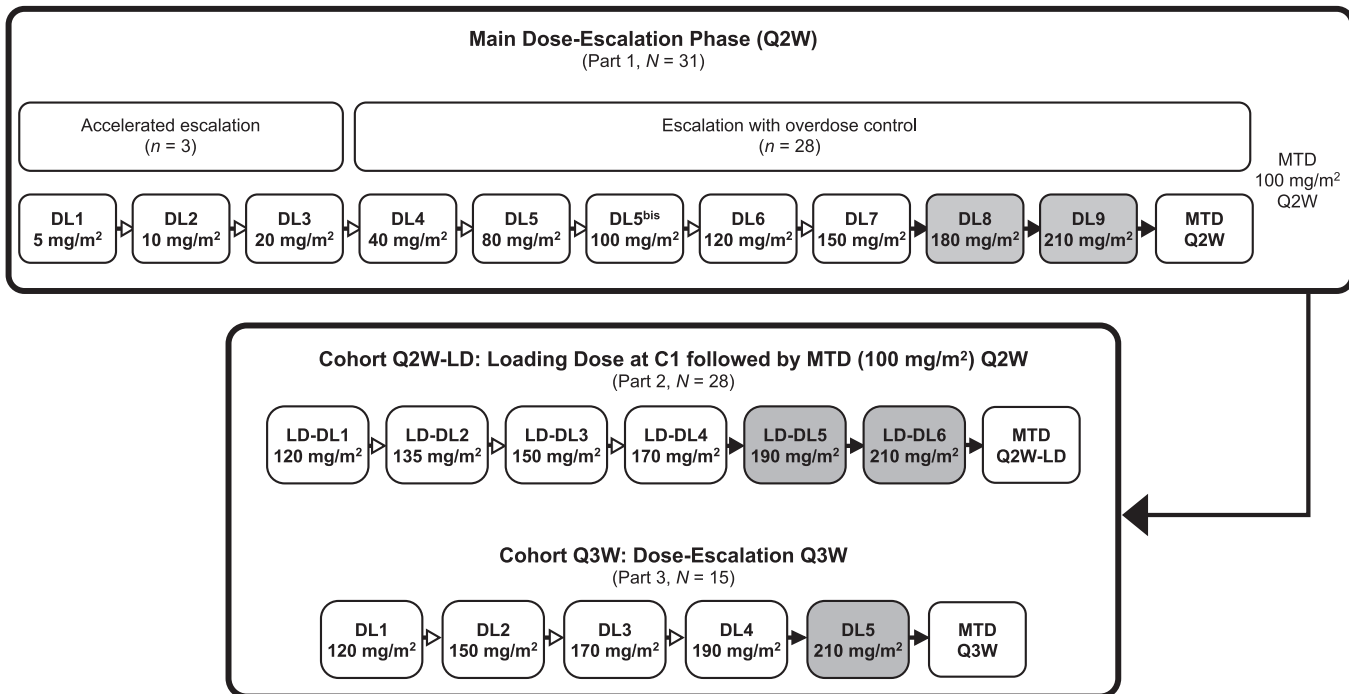 Main Dose-Escalation Phase (Q2W)
(Part 1, N = 31)
Accelerated escalation
(n = 3)
Escalation with overdose control
(n = 28)
MTD
100 mg/m²
Q2W
DL1
5 mg/m²
DL2
10 mg/m²
DL3
20 mg/m²
DL4
40 mg/m²
DL5
80 mg/m²
DL5ᵇⁱˢ
100 mg/m²
DL6
120 mg/m²
DL7
150 mg/m²
DL8
180 mg/m²
DL9
210 mg/m²
MTD
Q2W
Cohort Q2W-LD: Loading Dose at C1 followed by MTD (100 mg/m²) Q2W
(Part 2, N = 28)
LD-DL1
120 mg/m²
LD-DL2
135 mg/m²
LD-DL3
150 mg/m²
LD-DL4
170 mg/m²
LD-DL5
190 mg/m²
LD-DL6
210 mg/m²
MTD
Q2W-LD
Cohort Q3W: Dose-Escalation Q3W
(Part 3, N = 15)
DL1
120 mg/m²
DL2
150 mg/m²
DL3
170 mg/m²
DL4
190 mg/m²
DL5
210 mg/m²
MTD
Q3W